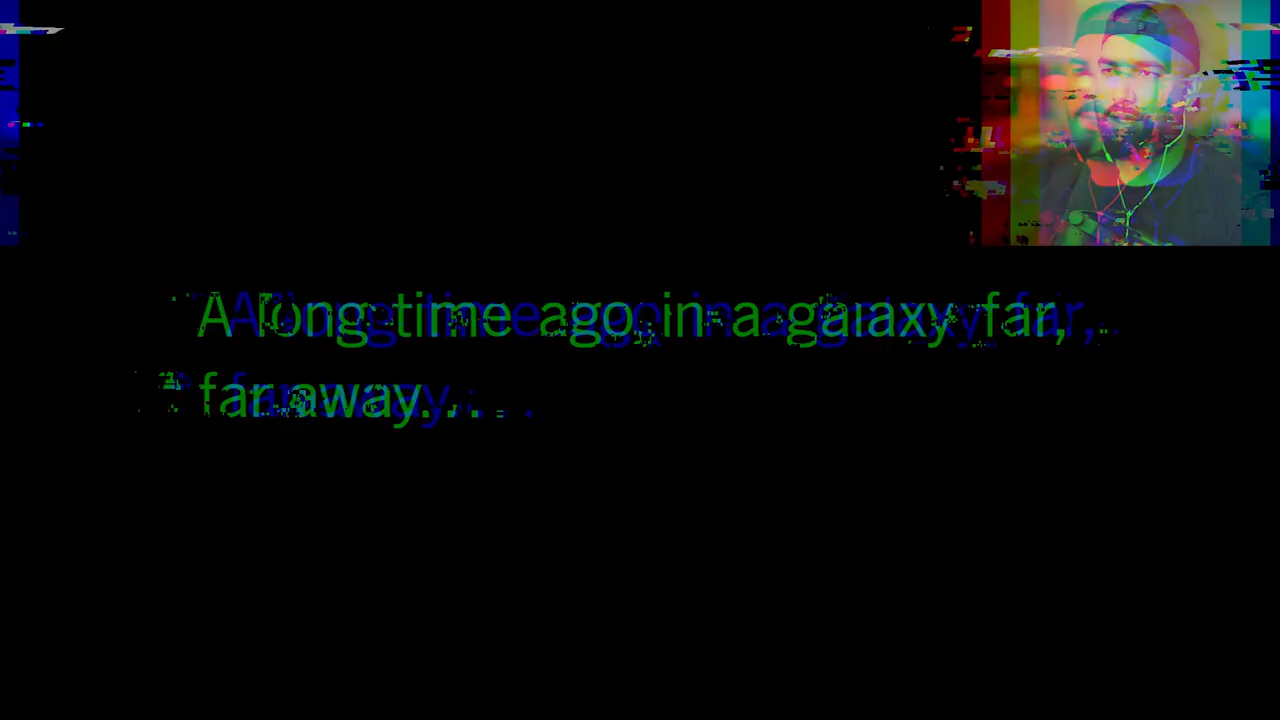 A long time ago, in a galaxy far,
far away. . . .